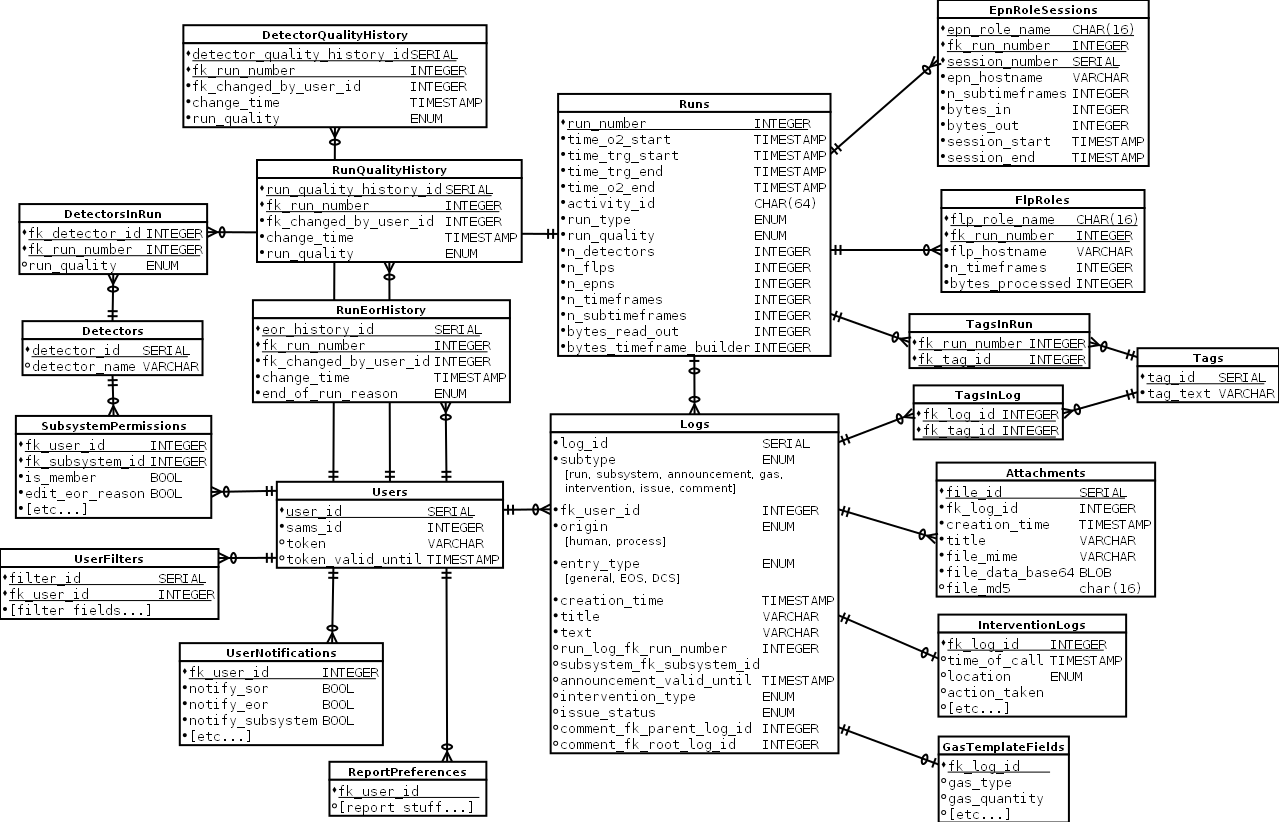 EpnRoleSessions
epn_role_name CHAR(16)
fk_run_number INTEGER
session_number SERIAL
epn_hostname VARCHAR
n_subtimeframes INTEGER
bytes_in INTEGER
bytes_out INTEGER
session_start TIMESTAMP
session_end TIMESTAMP
DetectorQualityHistory
detector_quality_history_id SERIAL
fk_run_number INTEGER
fk_changed_by_user_id INTEGER
change_time TIMESTAMP
run_quality ENUM
Runs
run_number INTEGER
time_o2_start TIMESTAMP
time_trg_start TIMESTAMP
time_trg_end TIMESTAMP
time_o2_end TIMESTAMP
activity_id CHAR(64)
run_type ENUM
run_quality ENUM
n_detectors INTEGER
n_flps INTEGER
n_epns INTEGER
n_timeframes INTEGER
n_subtimeframes INTEGER
bytes_read_out INTEGER
bytes_timeframe_builder INTEGER
RunQualityHistory
run_quality_history_id SERIAL
fk_run_number INTEGER
fk_changed_by_user_id INTEGER
change_time TIMESTAMP
run_quality ENUM
FlpRoles
flp_role_name CHAR(16)
fk_run_number INTEGER
flp_hostname VARCHAR
n_timeframes INTEGER
bytes_processed INTEGER
DetectorsInRun
fk_detector_id INTEGER
fk_run_number INTEGER
run_quality ENUM
RunEorHistory
eor_history_id SERIAL
fk_run_number INTEGER
fk_changed_by_user_id INTEGER
change_time TIMESTAMP
end_of_run_reason ENUM
TagsInRun
fk_run_number INTEGER
fk_tag_id INTEGER
Detectors
detector_id SERIAL
detector_name VARCHAR
Tags
tag_id SERIAL
tag_text VARCHAR
TagsInLog
fk_log_id INTEGER
fk_tag_id INTEGER
SubsystemPermissions
fk_user_id INTEGER
fk_subsystem_id INTEGER
is_member BOOL
edit_eor_reason BOOL
[etc...]
Logs
log_id SERIAL
subtype ENUM
[run, subsystem, announcement, gas,
intervention, issue, comment]
fk_user_id INTEGER
origin ENUM
[human, process]
entry_type ENUM
[general, EOS, DCS]
creation_time TIMESTAMP
title VARCHAR
text VARCHAR
run_log_fk_run_number INTEGER
subsystem_fk_subsystem_id
announcement_valid_until TIMESTAMP
intervention_type ENUM
issue_status ENUM
comment_fk_parent_log_id INTEGER
comment_fk_root_log_id INTEGER
Attachments
file_id SERIAL
fk_log_id INTEGER
creation_time TIMESTAMP
title VARCHAR
file_mime VARCHAR
file_data_base64 BLOB
file_md5 char(16)
Users
user_id SERIAL
sams_id INTEGER
token VARCHAR
token_valid_until TIMESTAMP
UserFilters
filter_id SERIAL
fk_user_id INTEGER
[filter fields...]
InterventionLogs
fk_log_id INTEGER
time_of_call TIMESTAMP
location ENUM
action_taken
[etc...]
UserNotifications
fk_user_id INTEGER
notify_sor BOOL
notify_eor BOOL
notify_subsystem BOOL
[etc...]
GasTemplateFields
fk_log_id
gas_type
gas_quantity
[etc...]
ReportPreferences
fk_user_id
[report stuff...]